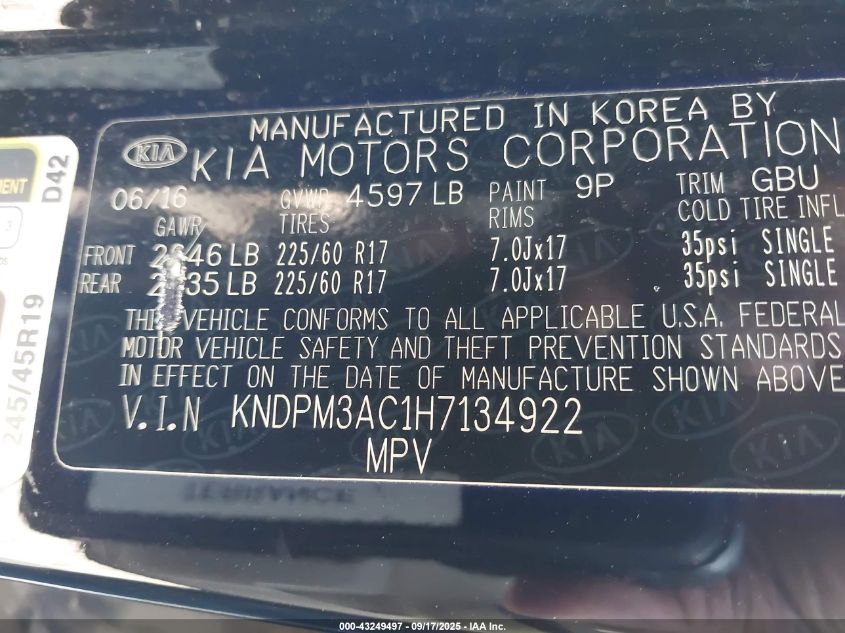 MANUFACTURED IN KOREA BY
KIA KIA MOTORS CORPORATION
06/16 GVWR 4597 LB PAINT 9P TRIM GBU
GAWR TIRES RIMS COLD TIRE INFL
FRONT 2646 LB 225/60 R17 7.0Jx17 35psi SINGLE
REAR LB 225/60 R17 7.0Jx17 35psi SINGLE
THIS VEHICLE CONFORMS TO ALL APPLICABLE U.S.A. FEDERAL
MOTOR VEHICLE SAFETY AND THEFT PREVENTION STANDARDS
IN EFFECT ON THE DATE OF MANUFACTURE SHOWN ABOVE
V.I.N KNDPM3AC1H7134922
MPV
D42
245/45R19
3
000-43249497 - 09/17/2025 - IAA Inc.